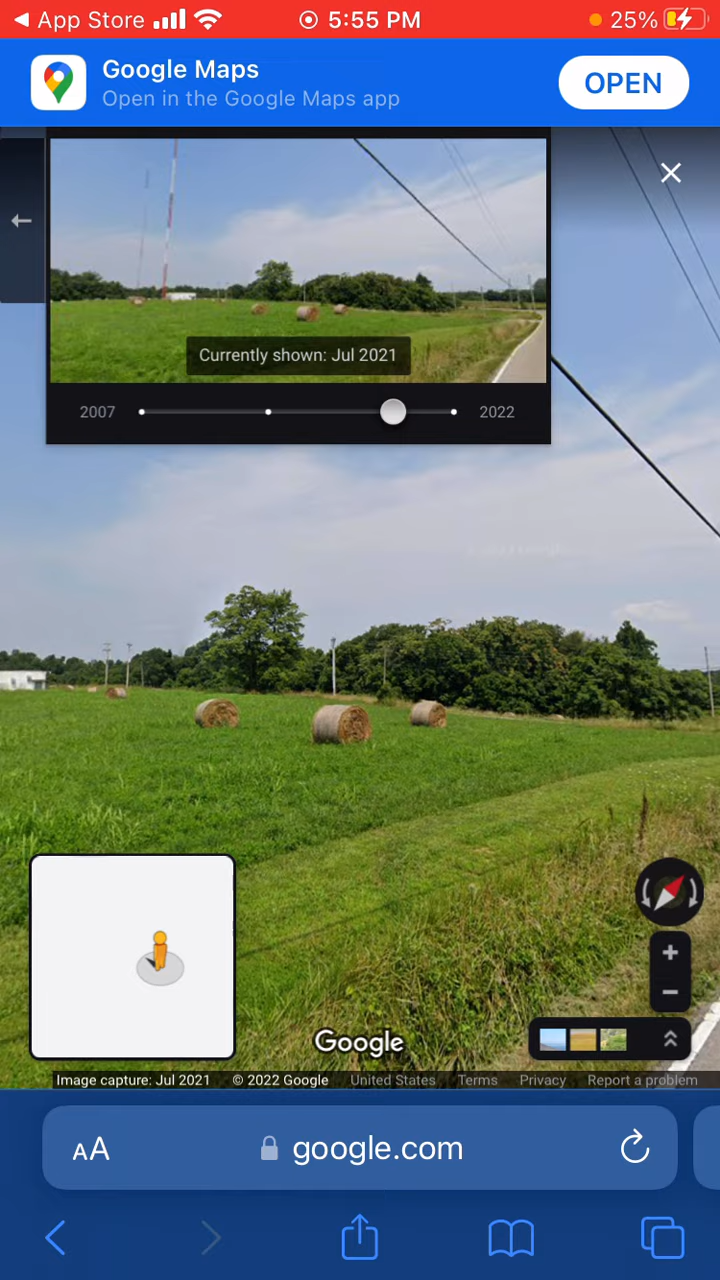 App Store
5:55 PM
25%
Google Maps
Open in the Google Maps app
OPEN
Currently shown: Jul 2021
2007
2022
Google
Image capture: Jul 2021 © 2022 Google United States Terms Privacy Report a problem
AA
google.com